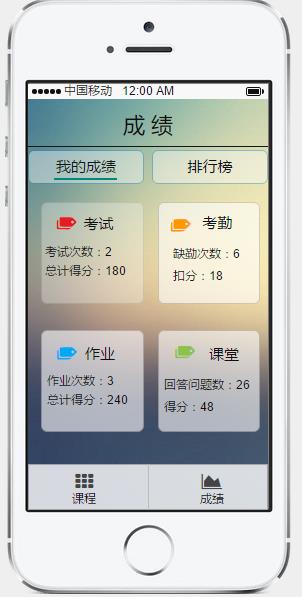 中国移动 12:00 AM
成绩
我的成绩 排行榜
考试
考试次数：2
总计得分：180
考勤
缺勤次数：6
扣分：18
作业
作业次数：3
总计得分：240
课堂
回答问题数：26
得分：48
课程 成绩